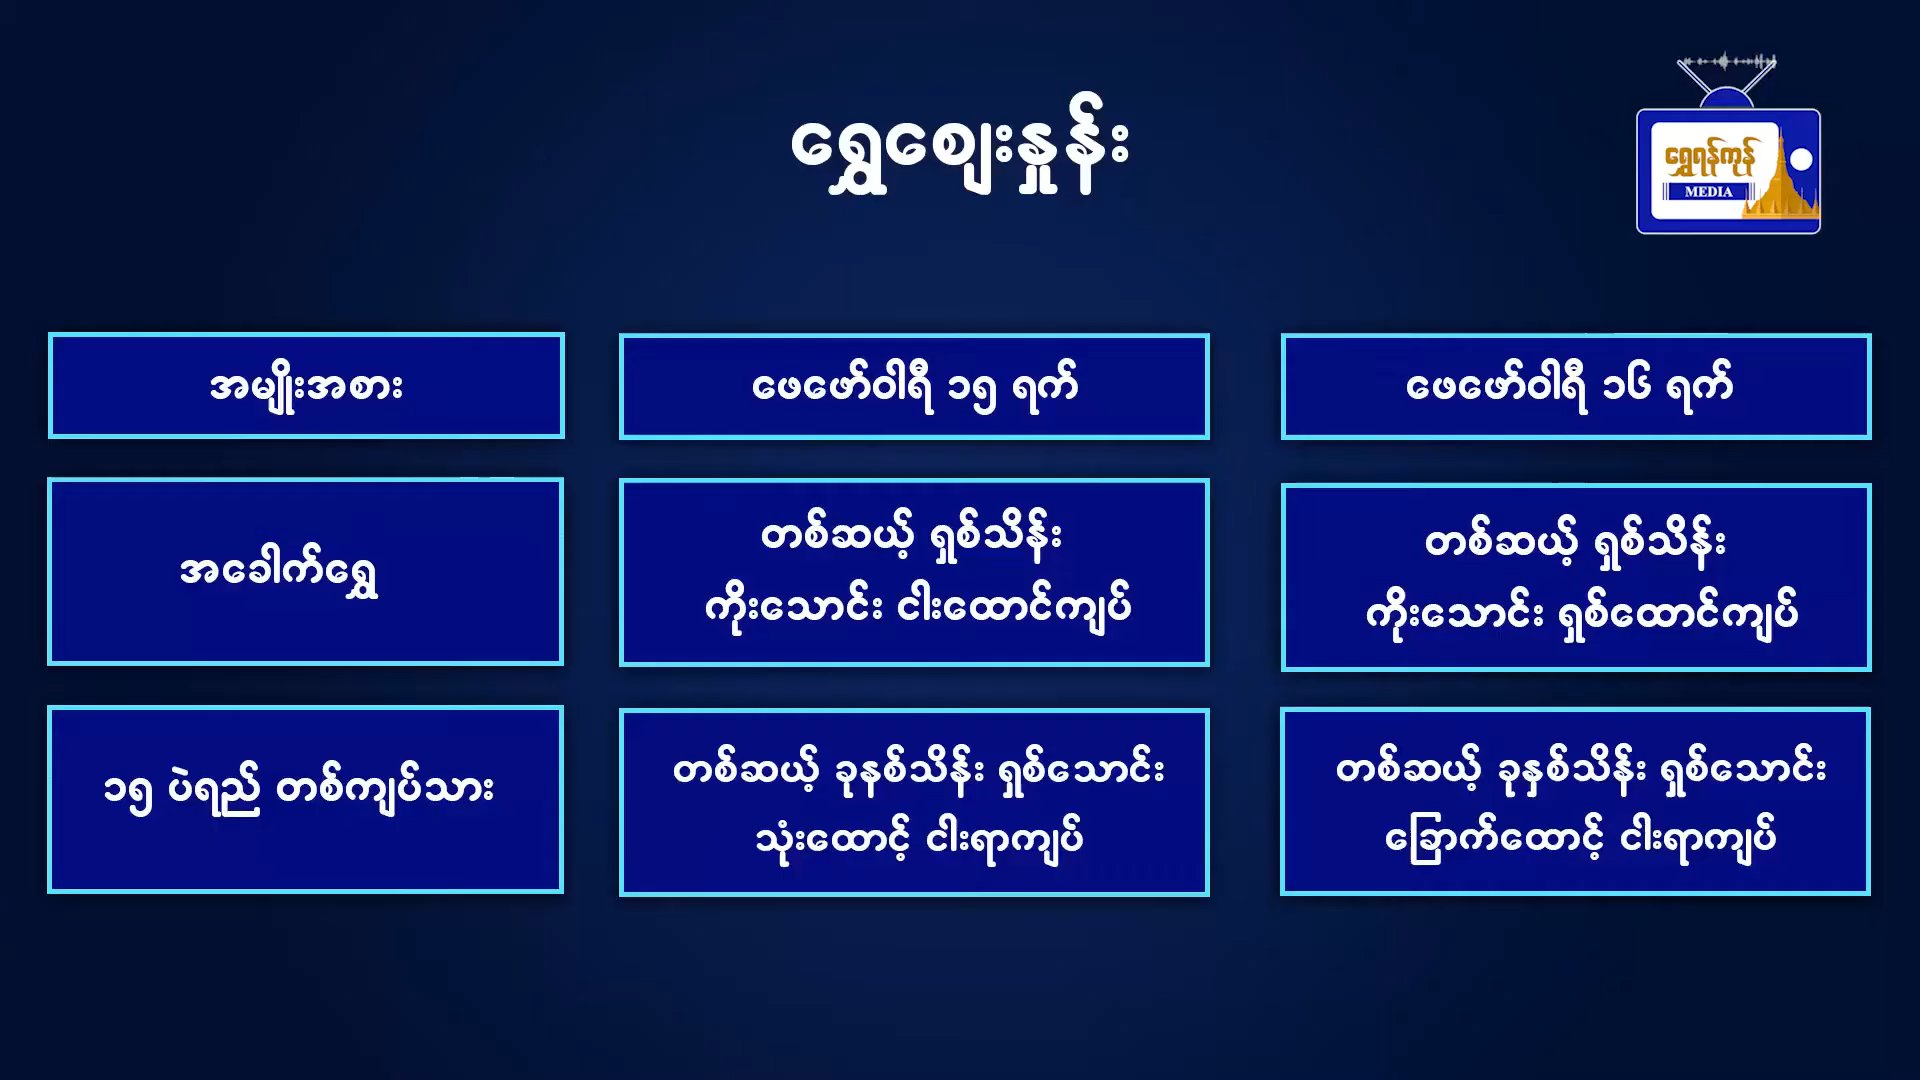 ရွှေဈေးနှုန်း
ရွှေရန်ကုန်
MEDIA
အမျိုးအစား
ဖေဖော်ဝါရီ ၁၅ ရက်
ဖေဖော်ဝါရီ ၁၆ ရက်
အခေါက်ရွှေ
တစ်ဆယ့် ရှစ်သိန်း
ကိုးသောင်း ငါးထောင်ကျပ်
တစ်ဆယ့် ရှစ်သိန်း
ကိုးသောင်း ရှစ်ထောင်ကျပ်
၁၅ ပဲရည် တစ်ကျပ်သား
တစ်ဆယ့် ခုနစ်သိန်း ရှစ်သောင်း
သုံးထောင့် ငါးရာကျပ်
တစ်ဆယ့် ခုနှစ်သိန်း ရှစ်သောင်း
ခြောက်ထောင့် ငါးရာကျပ်